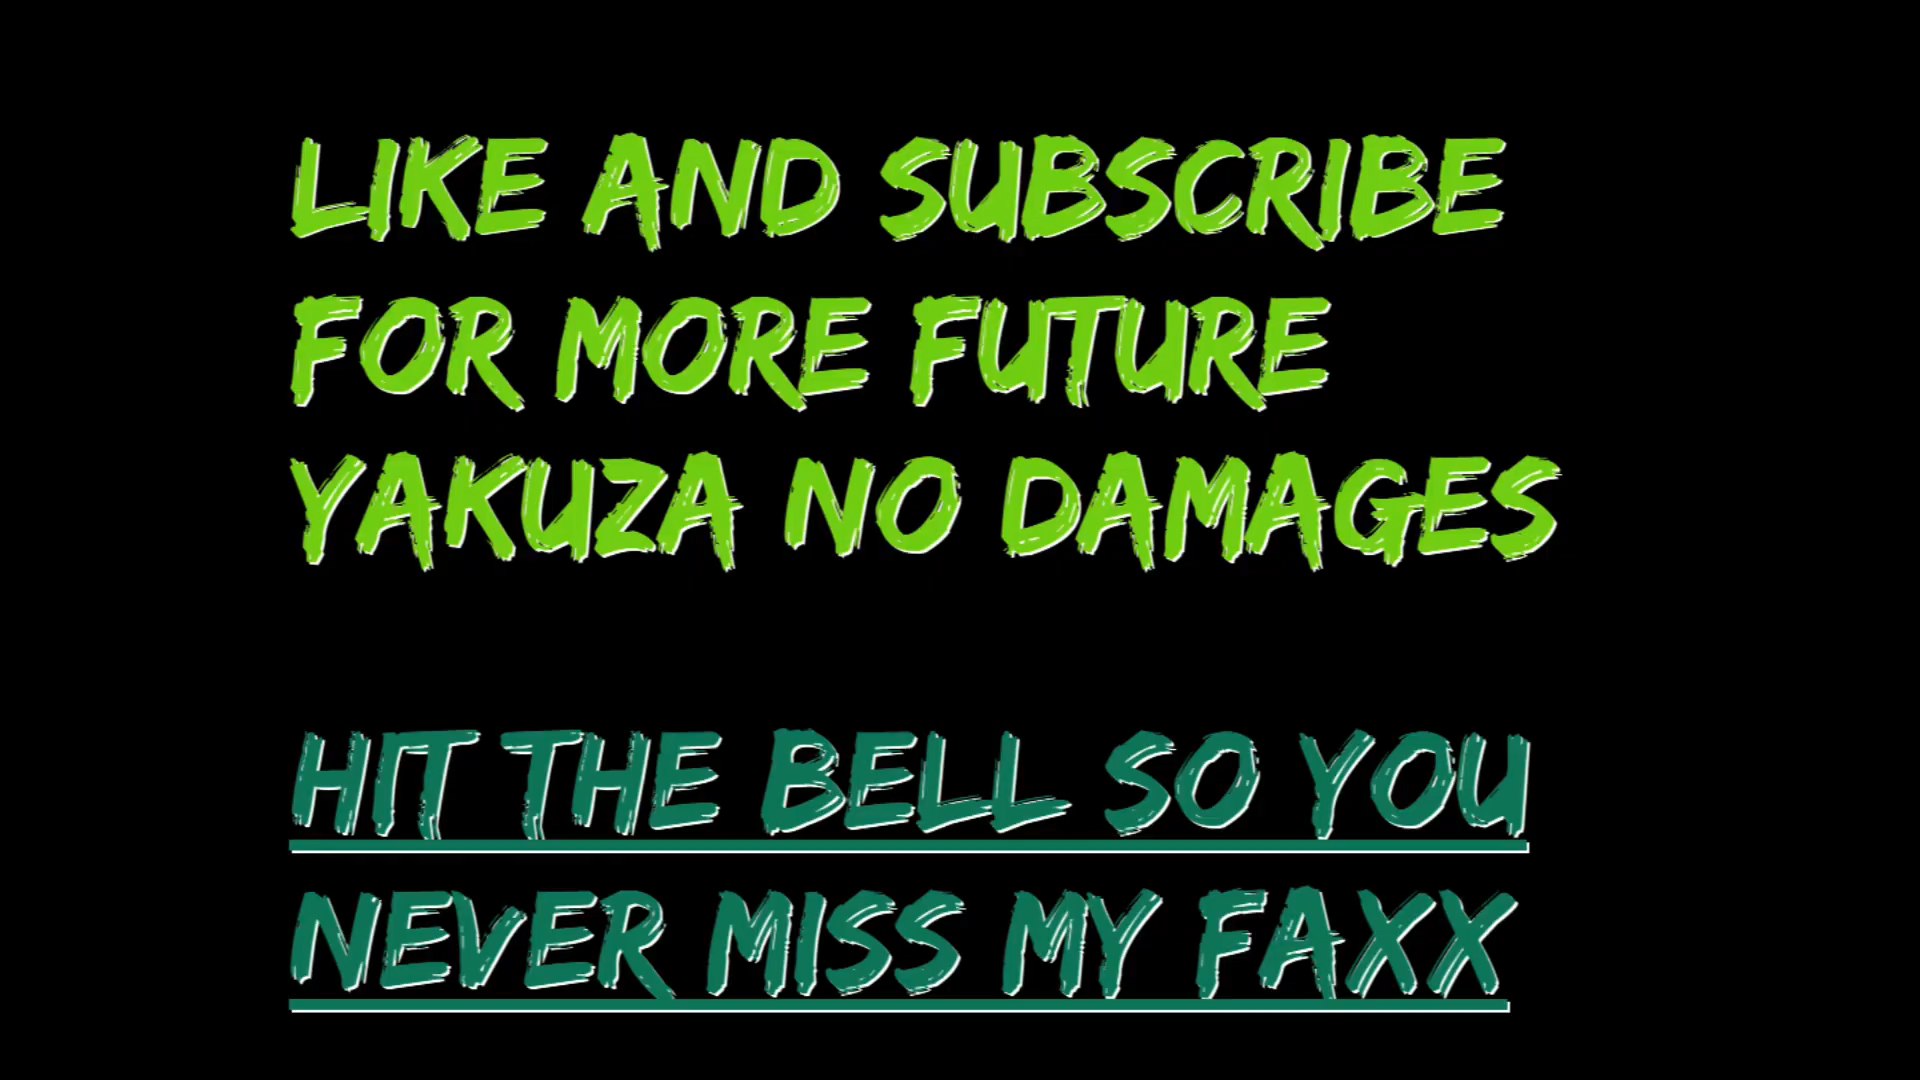 LIKE AND SUBSCRIBE
FOR MORE FUTURE
YAKUZA NO DAMAGES
HIT THE BELL SO YOU
NEVER MISS MY FAXX